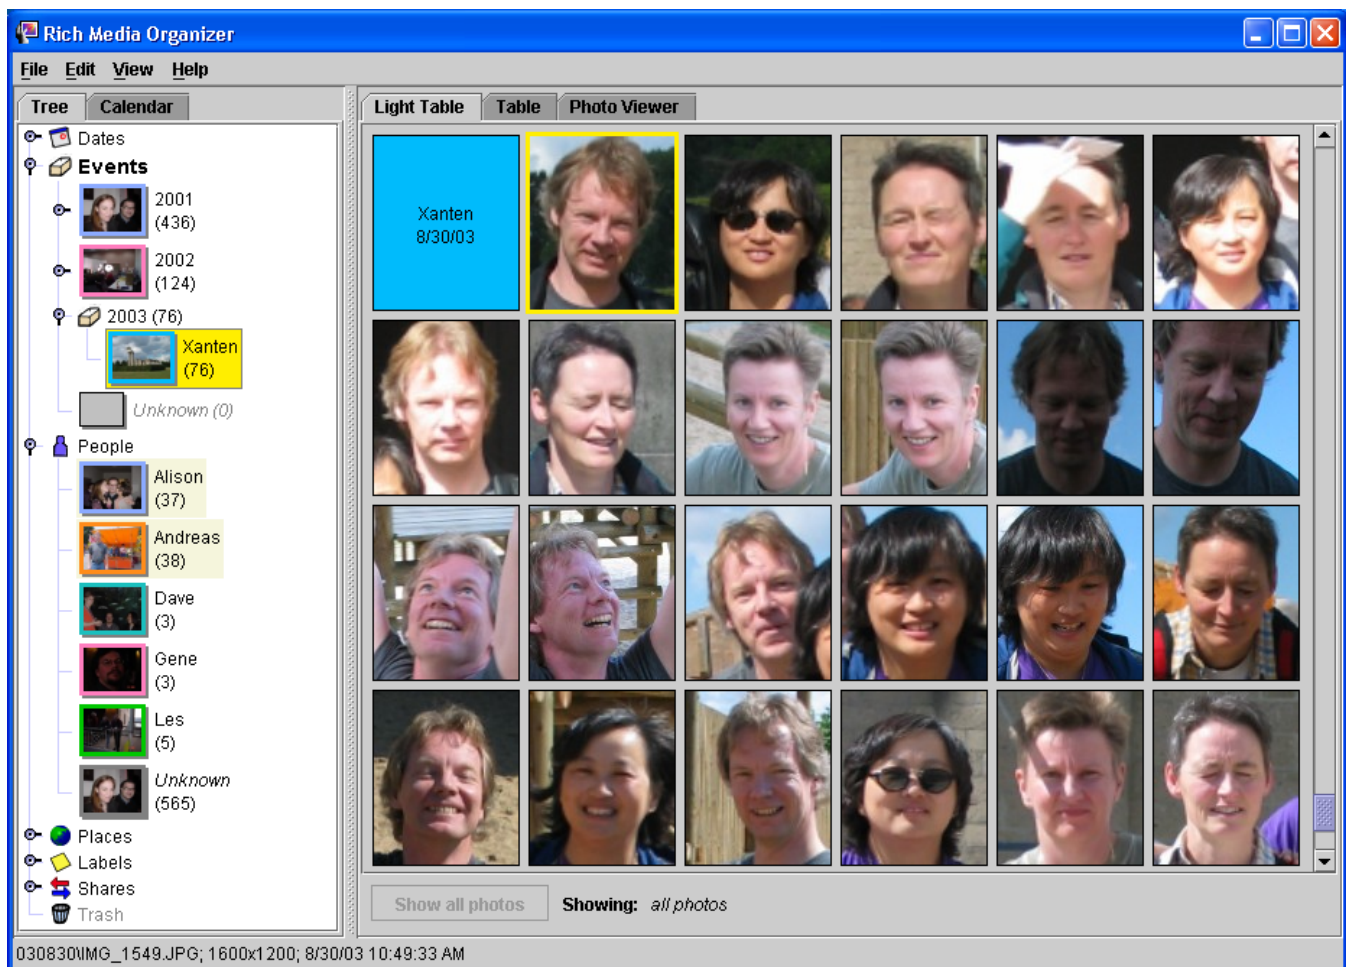 Rich Media Organizer
File Edit View Help
Tree Calendar
Light Table Table Photo Viewer
Dates
Events
2001
(436)
2002
(124)
2003 (76)
Xanten
(76)
Unknown (0)
People
Alison
(37)
Andreas
(38)
Dave
(3)
Gene
(3)
Les
(5)
Unknown
(565)
Places
Labels
Shares
Trash
Xanten
8/30/03
Show all photos Showing: all photos
030830\IMG_1549.JPG; 1600x1200; 8/30/03 10:49:33 AM